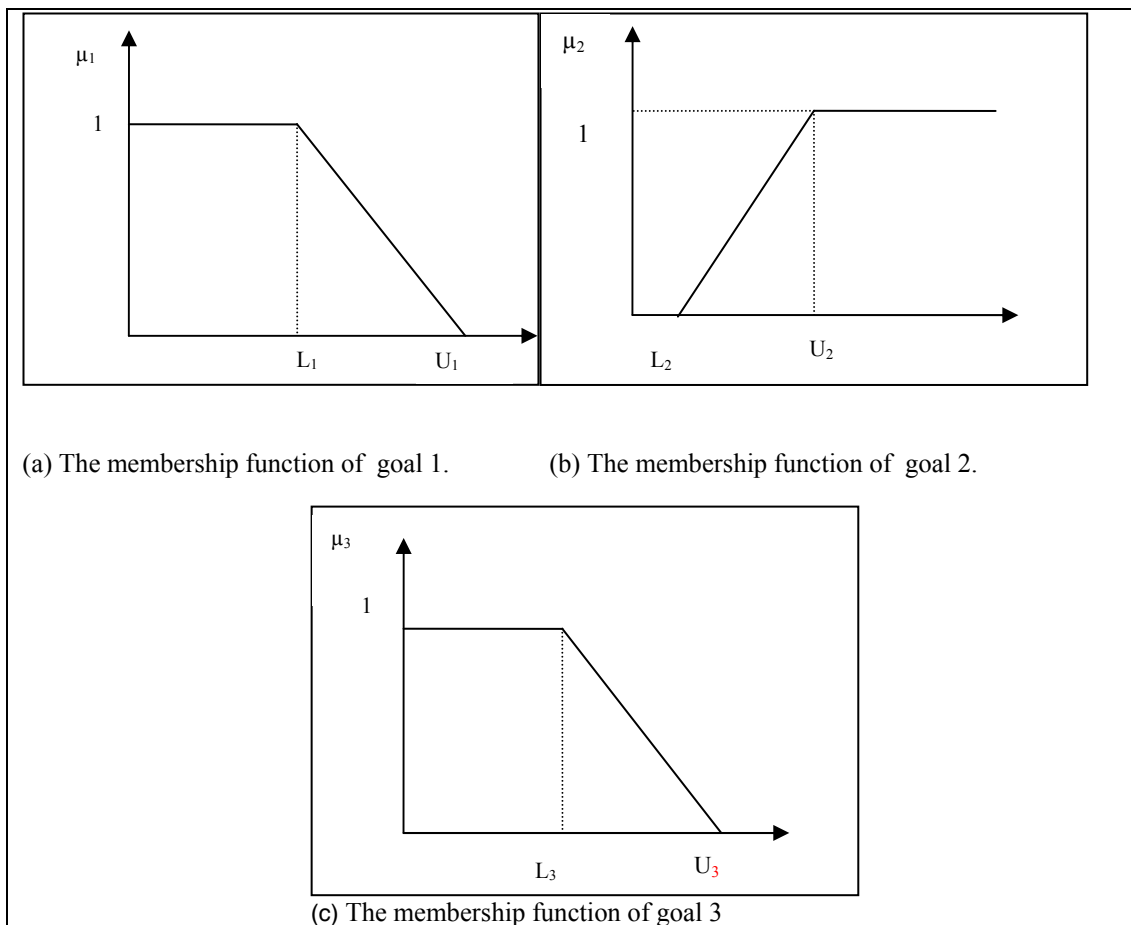 μ₁
1
L₁ U₁
μ₂
1
L₂ U₂
(a) The membership function of goal 1. (b) The membership function of goal 2.
μ₃
1
L₃ U₃
(c) The membership function of goal 3